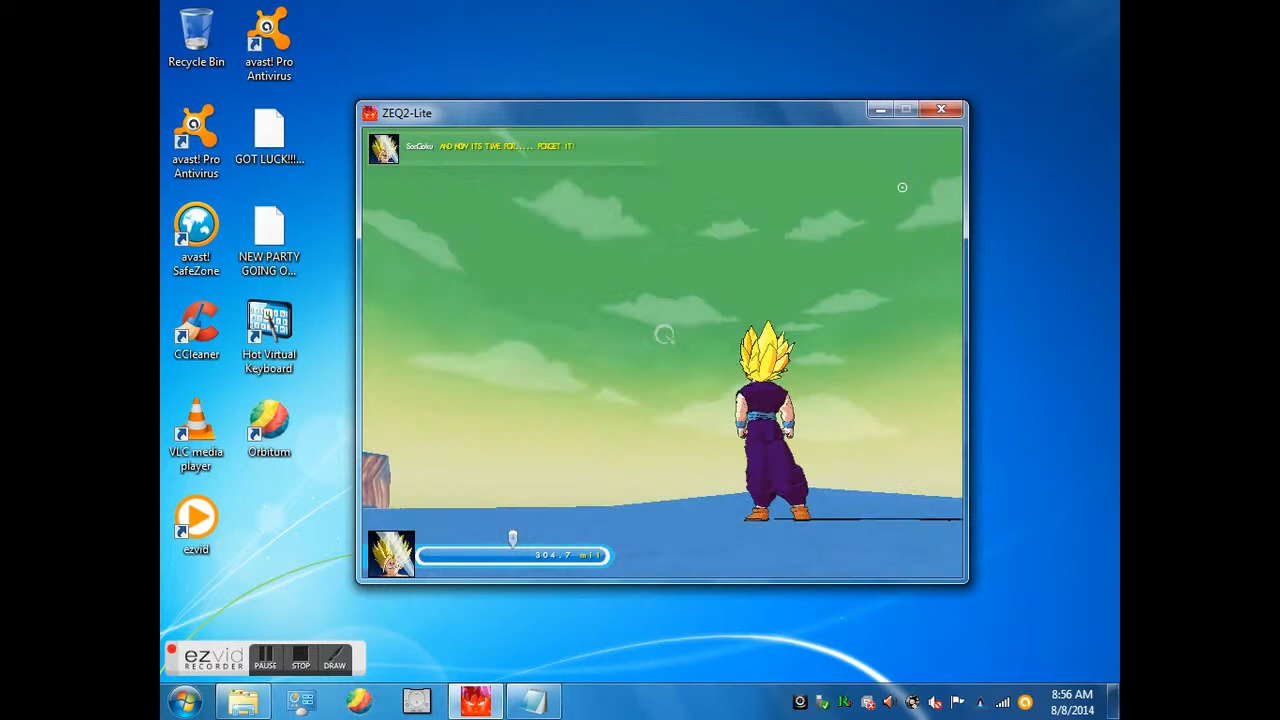 Recycle Bin
avast! Pro
Antivirus
avast! Pro
Antivirus
GOT LUCK!!!...
avast!
SafeZone
NEW PARTY
GOING O...
CCleaner
Hot Virtual
Keyboard
VLC media
player
Orbitum
ezvid
ZEQ2-Lite
SonGoku AND NOW ITS TIME FOR..... FORGET IT!
304.7 mil
ezvid
RECORDER
PAUSE
STOP
DRAW
8:56 AM
8/8/2014